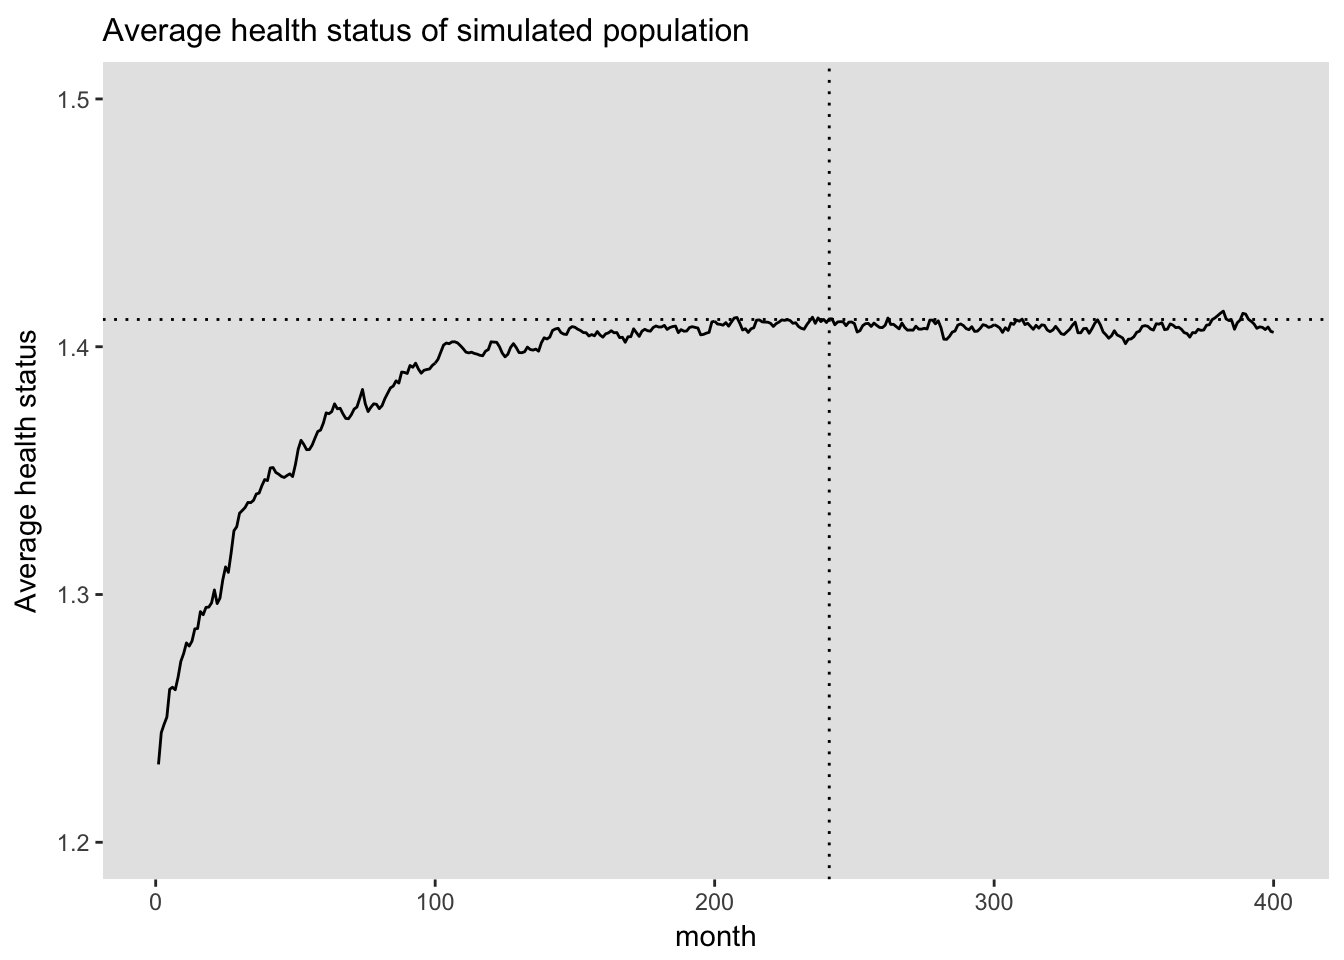 Average health status of simulated population
1.5
1.4
1.3
1.2
Average health status
0 100 200 300 400
month